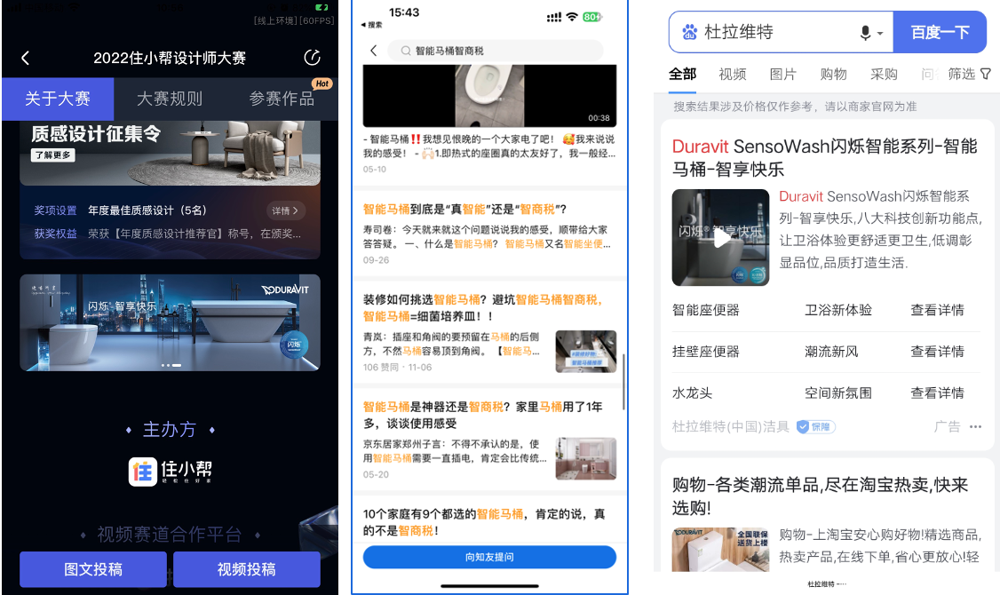 [线上环境][60FPS]
2022住小帮设计师大赛
关于大赛
大赛规则
参赛作品
Hot
质感设计征集令
了解更多
奖项设置 年度最佳质感设计（5名）
详情 >
获奖权益 荣获【年度质感设计推荐官】称号，在颁奖...
DURAVIT
闪烁® 智享快乐
闪烁
主办方
住小帮
轻松住好家
视频赛道合作平台
图文投稿
视频投稿
15:43
80
搜索
智能马桶智商税
00:38
- 智能马桶‼️我想见恨晚的一个大家电了吧！ 🥰我来说说
我的感受！ - 🙌🏻1.即热式的座圈真的太友好了，我一般经...
05-10
智能马桶到底是“真智能”还是“智商税”？
寿司卷：今天就来就这个问题说说我的感受，顺带给大家
答答疑。 一、什么是智能马桶？ 智能马桶又名智能坐便...
09-26
装修如何挑选智能马桶？避坑智能马桶智商税，
智能马桶=细菌培养皿！！
青岚：插座和角阀的要预留在马桶的后侧
方，不然马桶容易顶到角阀。 【智能马...
106 赞同 · 11-06
智能马桶是神器还是智商税？家里马桶用了1年
多，谈谈使用感受
京东居家郑州子言：不得不承认的是，使
用智能马桶需要一直插电，肯定会比传统...
05-20
10个家庭有9个都选的智能马桶，肯定的说，真
的不是智商税！
向知友提问
du
杜拉维特
百度一下
全部
视频
图片
购物
采购
问
筛选
搜索结果涉及价格仅作参考，请以商家官网为准
Duravit SensoWash闪烁智能系列-智能
马桶-智享快乐
闪烁® 智享快乐
Duravit SensoWash闪烁智能系
列-智享快乐,八大科技创新功能点,
让卫浴体验更舒适更卫生,低调彰
显品位,品质打造生活.
智能座便器 卫浴新体验 查看详情
挂壁座便器 潮流新风 查看详情
水龙头 空间新氛围 查看详情
杜拉维特(中国)洁具
保障
广告
购物-各类潮流单品,尽在淘宝热卖,快来
选购!
DURAVIT
全国联保
送货上楼
购物-上淘宝安心购好物!精选商品,
热卖产品,在线下单,省心更放心!轻
杜拉维特 -...